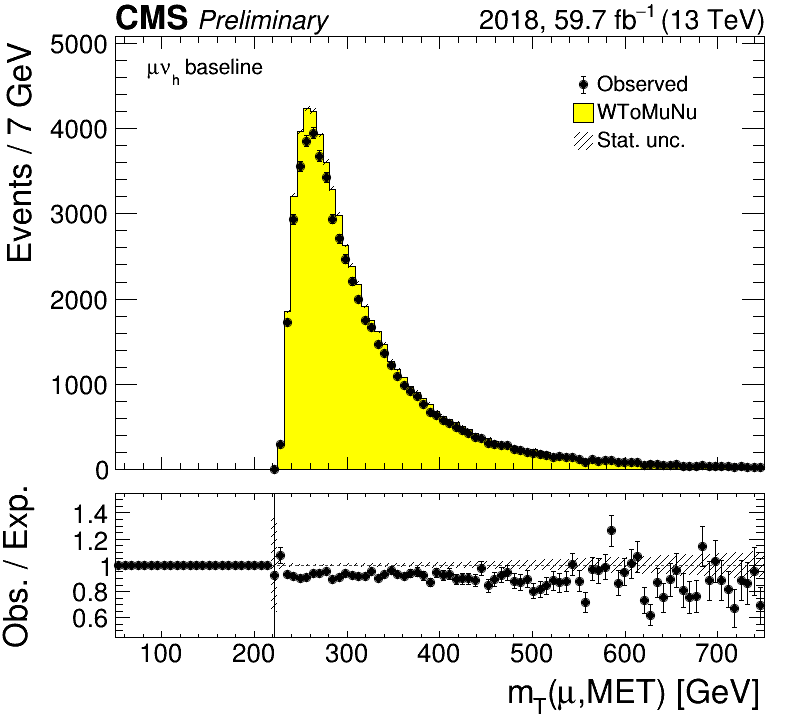 CMS Preliminary 2018, 59.7 fb⁻¹ (13 TeV)
Events / 7 GeV
5000
4000
3000
2000
1000
0
μνₕ baseline
Observed
WToMuNu
Stat. unc.
Obs. / Exp.
1.4
1.2
1
0.8
0.6
100 200 300 400 500 600 700
m_T(μ,MET) [GeV]